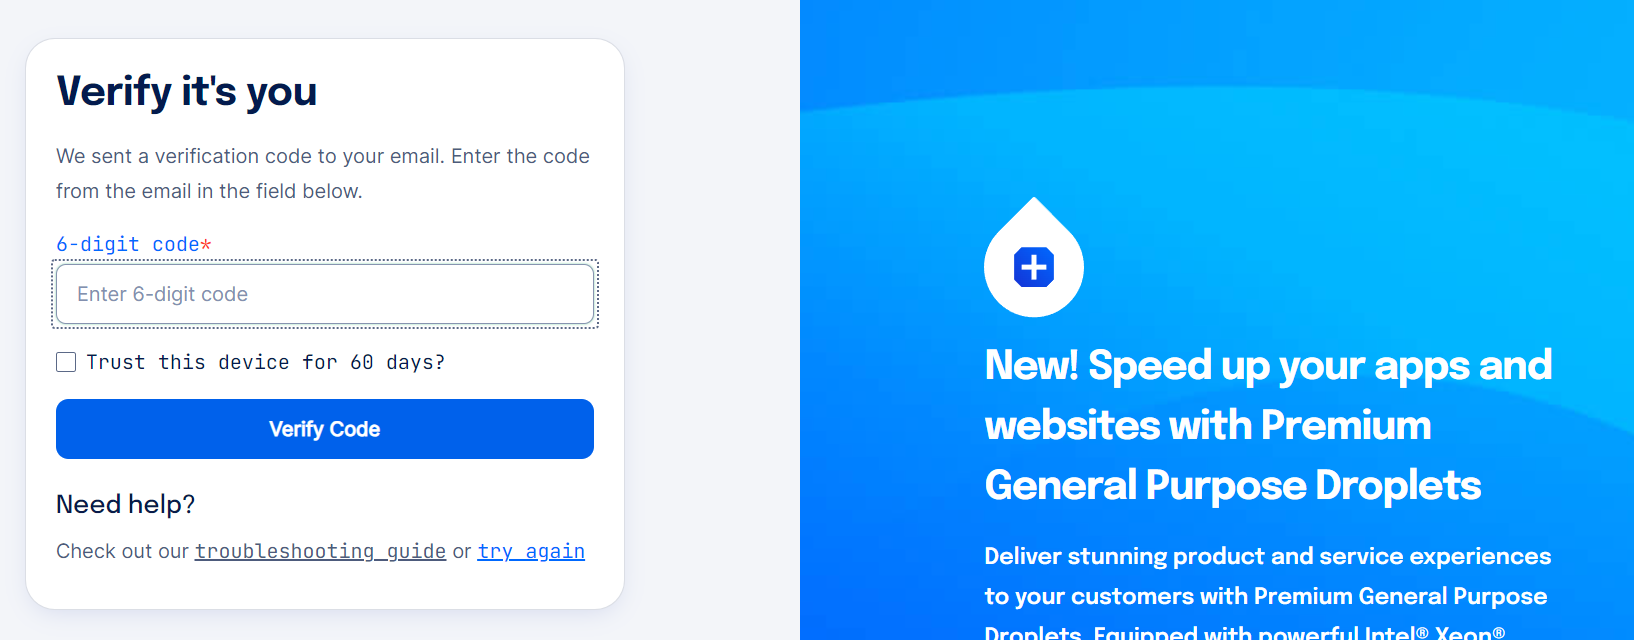 Verify it's you
We sent a verification code to your email. Enter the code
from the email in the field below.
6-digit code*
Enter 6-digit code
Trust this device for 60 days?
Verify Code
Need help?
Check out our troubleshooting guide or try again
New! Speed up your apps and
websites with Premium
General Purpose Droplets
Deliver stunning product and service experiences
to your customers with Premium General Purpose
Droplets. Equipped with powerful Intel® Xeon®